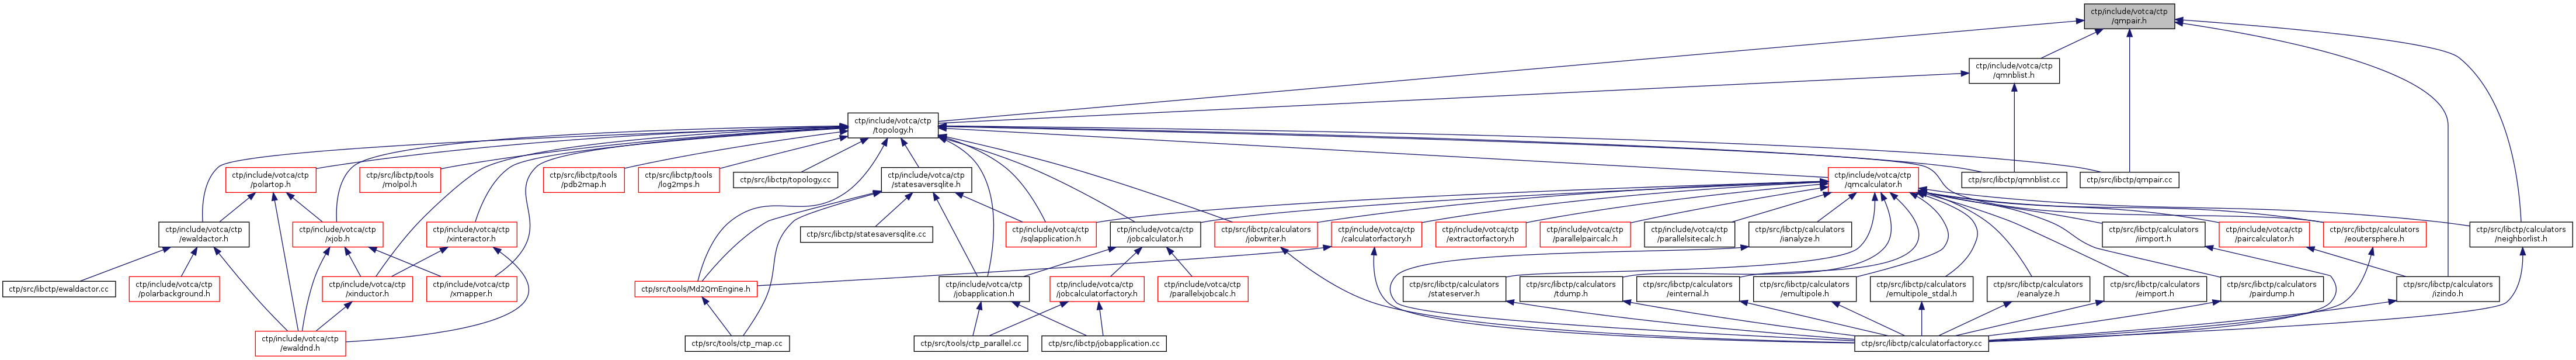 ctp/include/votca/ctp
/qmpair.h
ctp/include/votca/ctp
/qmnblist.h
ctp/include/votca/ctp
/topology.h
ctp/include/votca/ctp
/polartop.h
ctp/src/libctp/tools
/molpol.h
ctp/src/libctp/tools
/pdb2map.h
ctp/src/libctp/tools
/log2mps.h
ctp/src/libctp/topology.cc
ctp/include/votca/ctp
/statesaversqlite.h
ctp/include/votca/ctp
/qmcalculator.h
ctp/src/libctp/qmnblist.cc
ctp/src/libctp/qmpair.cc
ctp/include/votca/ctp
/ewaldactor.h
ctp/include/votca/ctp
/xjob.h
ctp/include/votca/ctp
/xinteractor.h
ctp/src/libctp/statesaversqlite.cc
ctp/include/votca/ctp
/sqlapplication.h
ctp/include/votca/ctp
/jobcalculator.h
ctp/src/libctp/calculators
/jobwriter.h
ctp/include/votca/ctp
/calculatorfactory.h
ctp/include/votca/ctp
/extractorfactory.h
ctp/include/votca/ctp
/parallelpaircalc.h
ctp/include/votca/ctp
/parallelsitecalc.h
ctp/src/libctp/calculators
/ianalyze.h
ctp/src/libctp/calculators
/iimport.h
ctp/include/votca/ctp
/paircalculator.h
ctp/src/libctp/calculators
/eoutersphere.h
ctp/src/libctp/calculators
/neighborlist.h
ctp/src/libctp/ewaldactor.cc
ctp/include/votca/ctp
/polarbackground.h
ctp/include/votca/ctp
/xinductor.h
ctp/include/votca/ctp
/xmapper.h
ctp/src/tools/Md2QmEngine.h
ctp/include/votca/ctp
/jobapplication.h
ctp/include/votca/ctp
/jobcalculatorfactory.h
ctp/include/votca/ctp
/parallelxjobcalc.h
ctp/src/libctp/calculators
/stateserver.h
ctp/src/libctp/calculators
/tdump.h
ctp/src/libctp/calculators
/einternal.h
ctp/src/libctp/calculators
/emultipole.h
ctp/src/libctp/calculators
/emultipole_stdal.h
ctp/src/libctp/calculators
/eanalyze.h
ctp/src/libctp/calculators
/eimport.h
ctp/src/libctp/calculators
/pairdump.h
ctp/src/libctp/calculators
/izindo.h
ctp/include/votca/ctp
/ewaldnd.h
ctp/src/tools/ctp_map.cc
ctp/src/tools/ctp_parallel.cc
ctp/src/libctp/jobapplication.cc
ctp/src/libctp/calculatorfactory.cc